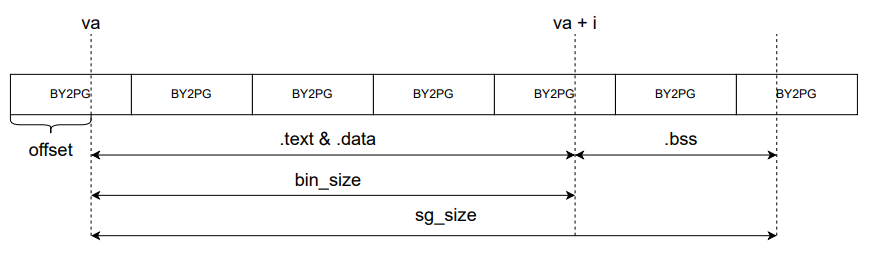 va va + i
BY2PG BY2PG BY2PG BY2PG BY2PG BY2PG BY2PG
offset .text & .data .bss
bin_size
sg_size